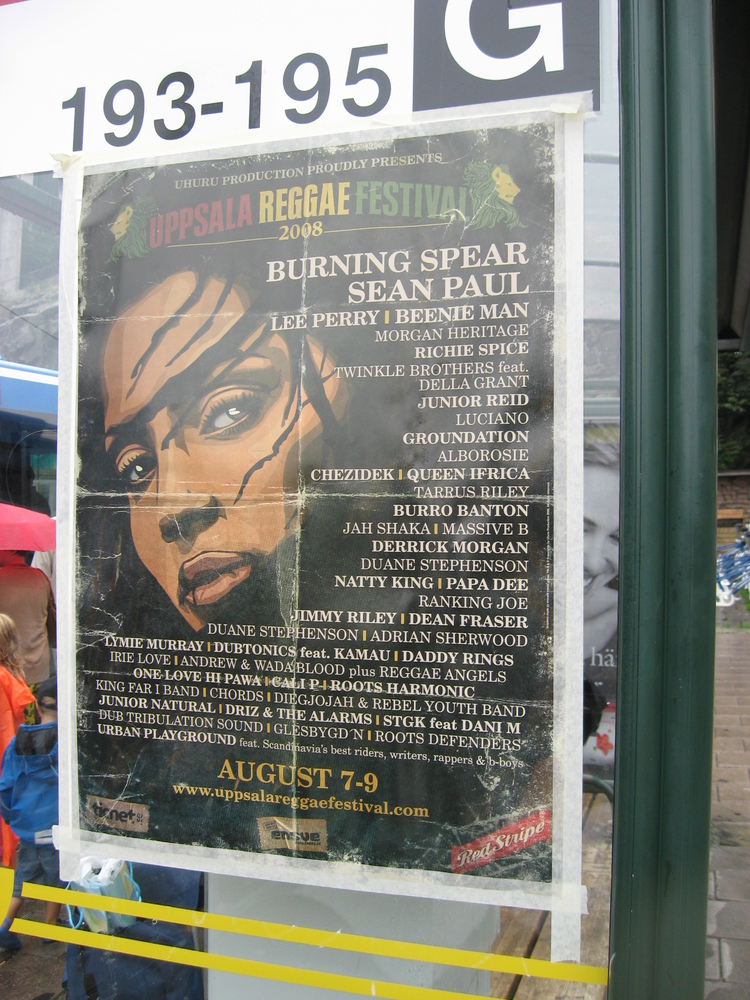 G
193-195
UHURU PRODUCTION PROUDLY PRESENTS
UPPSALA REGGAE FESTIVAL
2008
BURNING SPEAR
SEAN PAUL
LEE PERRY | BEENIE MAN
MORGAN HERITAGE
RICHIE SPICE
TWINKLE BROTHERS feat.
DELLA GRANT
JUNIOR REID
LUCIANO
GROUNDATION
ALBOROSIE
CHEZIDEK | QUEEN IFRICA
TARRUS RILEY
BURRO BANTON
JAH SHAKA | MASSIVE B
DERRICK MORGAN
DUANE STEPHENSON
NATTY KING | PAPA DEE
RANKING JOE
JIMMY RILEY | DEAN FRASER
DUANE STEPHENSON | ADRIAN SHERWOOD
LYMIE MURRAY | DUBTONICS feat. KAMAU | DADDY RINGS
IRIE LOVE | ANDREW & WADA BLOOD plus REGGAE ANGELS
ONE LOVE HI PAWA | CALI P | ROOTS HARMONIC
KING FAR I BAND | CHORDS | DIEGJOJAH & REBEL YOUTH BAND
JUNIOR NATURAL | DRIZ & THE ALARMS | STGK feat DANI M
DUB TRIBULATION SOUND | GLESBYGD'N | ROOTS DEFENDERS
URBAN PLAYGROUND feat. Scandinavia's best riders, writers, rappers & b-boys
AUGUST 7-9
www.uppsalareggaefestival.com
ticnet.se
ensve
Red Stripe
hä